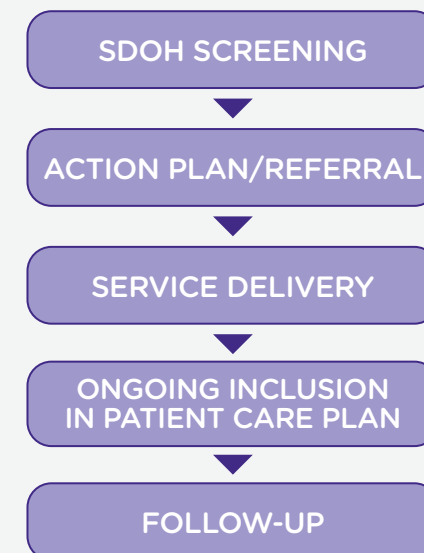 SDOH SCREENING
ACTION PLAN/REFERRAL
SERVICE DELIVERY
ONGOING INCLUSION
IN PATIENT CARE PLAN
FOLLOW-UP